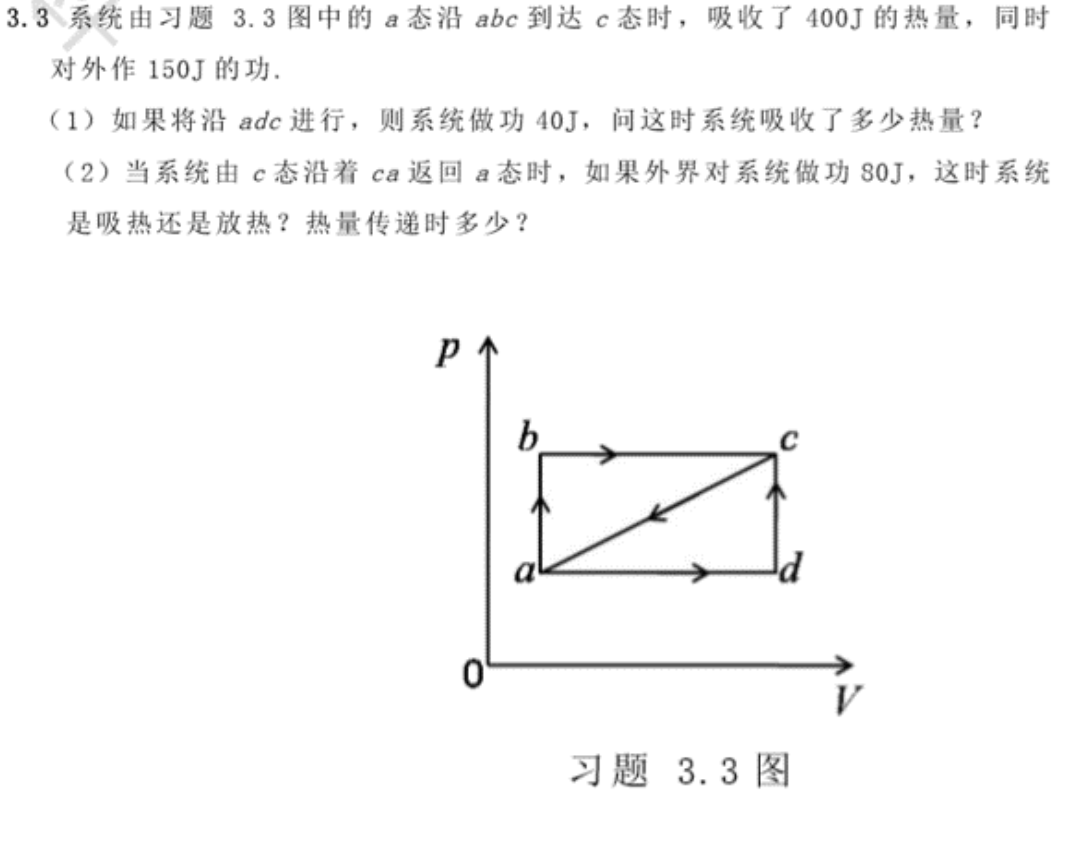 3.3 系统由习题 3.3 图中的 a 态沿 abc 到达 c 态时，吸收了 400J 的热量，同时
对外作 150J 的功.
（1）如果将沿 adc 进行，则系统做功 40J，问这时系统吸收了多少热量？
（2）当系统由 c 态沿着 ca 返回 a 态时，如果外界对系统做功 80J，这时系统
是吸热还是放热？热量传递时多少？
p
b
c
a
d
0
V
习题 3.3 图